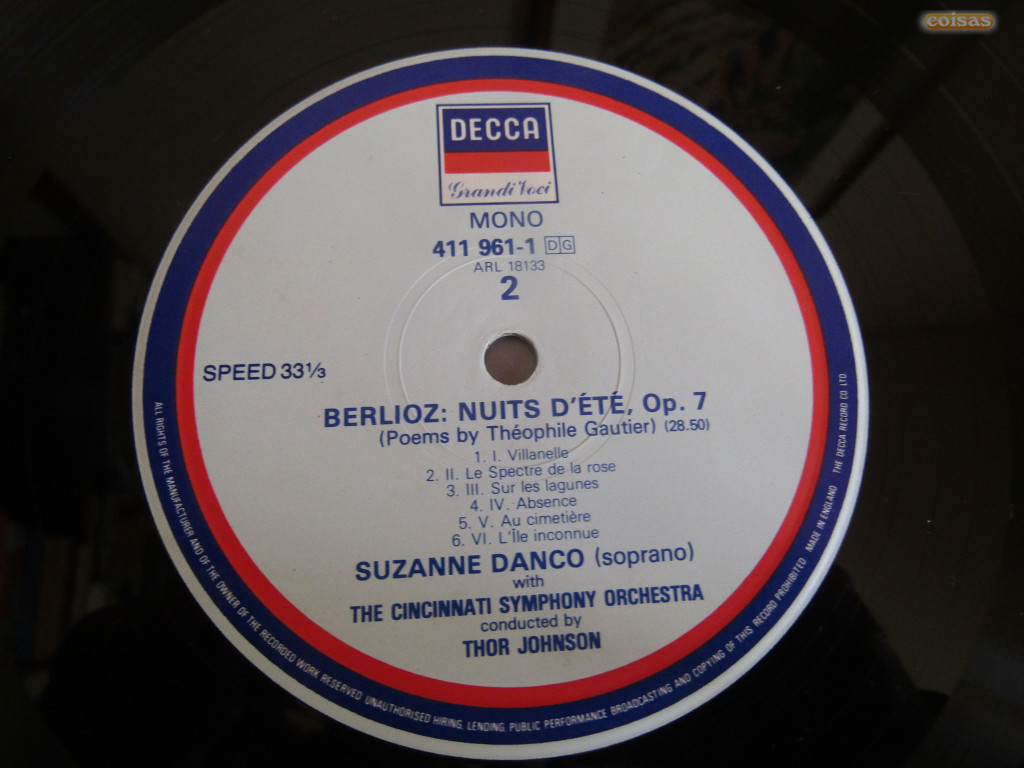 coisas
DECCA
Grandi Voci
MONO
411 961-1 DG
ARL 18133
2
SPEED 33⅓
BERLIOZ: NUITS D'ÉTÉ, Op. 7
(Poems by Théophile Gautier) (28.50)
1. I. Villanelle
2. II. Le Spectre de la rose
3. III. Sur les lagunes
4. IV. Absence
5. V. Au cimetière
6. VI. L'Île inconnue
SUZANNE DANCO (soprano)
with
THE CINCINNATI SYMPHONY ORCHESTRA
conducted by
THOR JOHNSON
ALL RIGHTS OF THE MANUFACTURER AND OF THE OWNER OF THE RECORDED WORK RESERVED. UNAUTHORISED HIRING, LENDING, PUBLIC PERFORMANCE BROADCASTING AND COPYING OF THIS RECORD PROHIBITED MADE IN ENGLAND THE DECCA RECORD CO LTD.